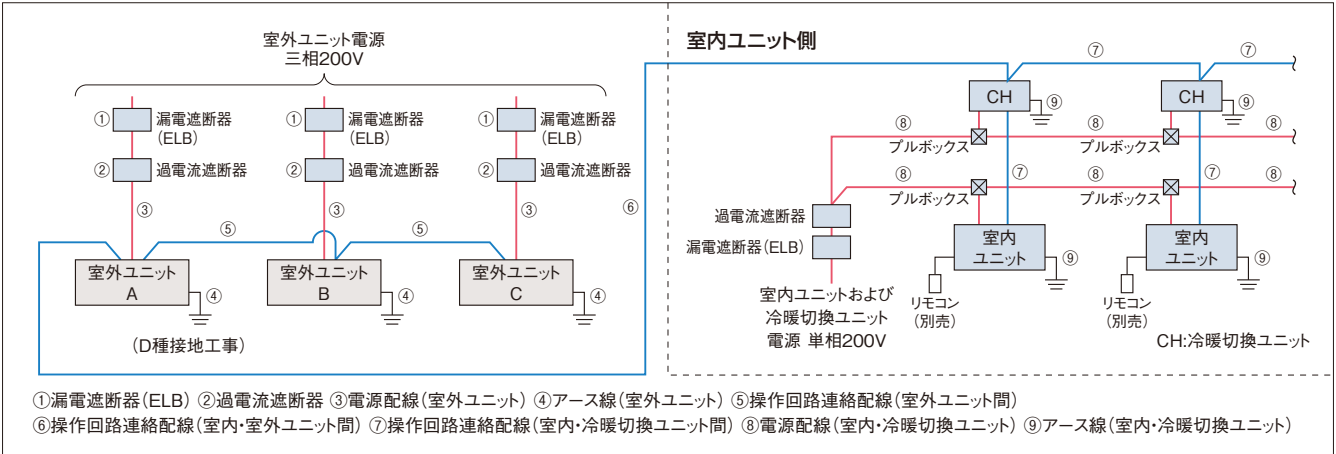 室外ユニット電源
三相200V
① 漏電遮断器
(ELB)
① 漏電遮断器
(ELB)
① 漏電遮断器
(ELB)
② 過電流遮断器
② 過電流遮断器
② 過電流遮断器
③
③
③
⑤
⑤
⑥
室外ユニット
A
④
室外ユニット
B
④
室外ユニット
C
④
(D種接地工事)
室内ユニット側
⑦
⑦
CH
⑨
CH
⑨
⑧
⑧
⑧
プルボックス
プルボックス
⑧
⑦
⑧
⑦
⑧
プルボックス
プルボックス
過電流遮断器
漏電遮断器(ELB)
室内
ユニット
⑨
室内
ユニット
⑨
リモコン
(別売)
リモコン
(別売)
室内ユニットおよび
冷暖切換ユニット
電源 単相200V
CH:冷暖切換ユニット
①漏電遮断器(ELB) ②過電流遮断器 ③電源配線(室外ユニット) ④アース線(室外ユニット) ⑤操作回路連絡配線(室外ユニット間)
⑥操作回路連絡配線(室内・室外ユニット間) ⑦操作回路連絡配線(室内・冷暖切換ユニット間) ⑧電源配線(室内・冷暖切換ユニット) ⑨アース線(室内・冷暖切換ユニット)